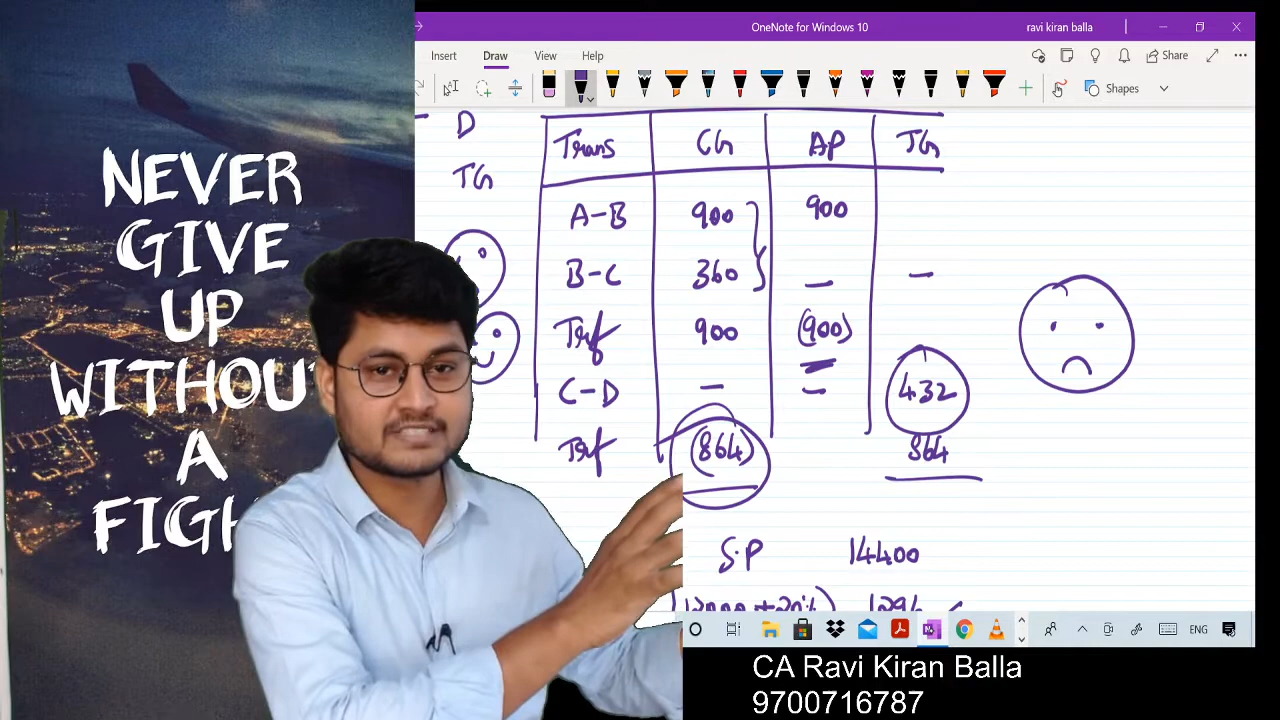 NEVER
GIVE
UP
WITHOU
A
FIGH
OneNote for Windows 10
ravi kiran balla
Insert
Draw
View
Help
Share
Shapes
D
TG
Trans CG AP TG
A-B 900 900
B-C 360 – –
Trf 900 (900)
C-D – – 432
Trf (864) 864
S.P 14400
ENG
CA Ravi Kiran Balla
9700716787